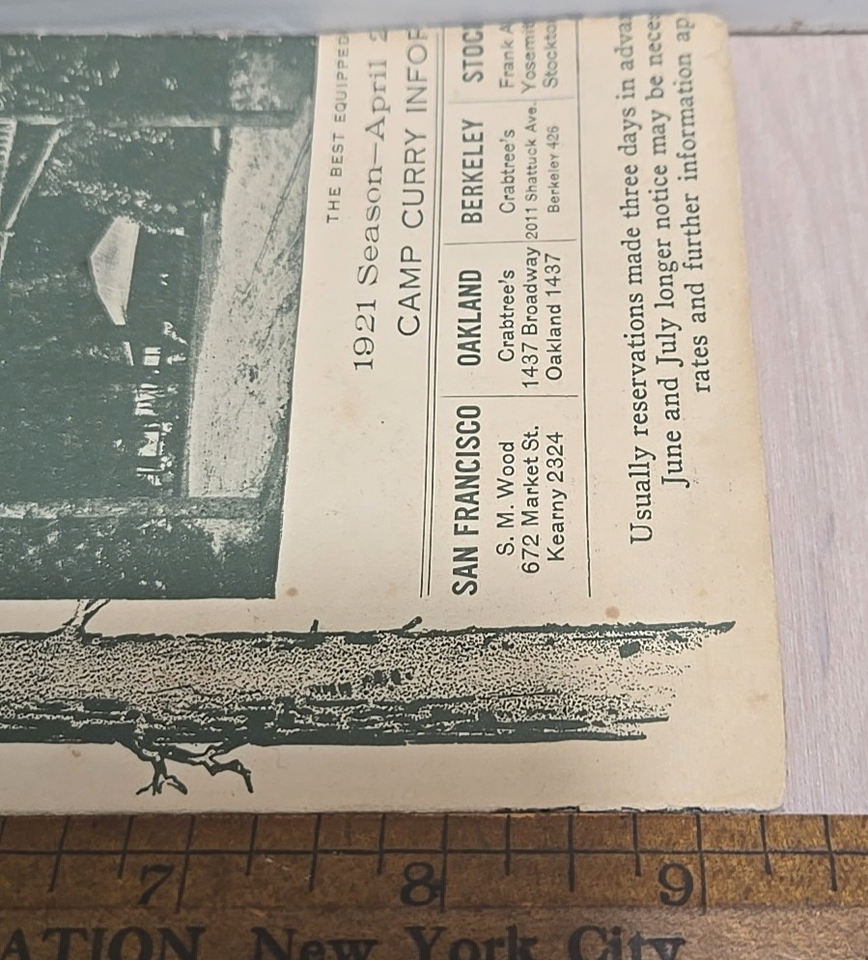 THE BEST EQUIPPED
1921 Season—April 2
CAMP CURRY INFOR
SAN FRANCISCO
S. M. Wood
672 Market St.
Kearny 2324
OAKLAND
Crabtree's
1437 Broadway
Oakland 1437
BERKELEY
Crabtree's
2011 Shattuck Ave.
Berkeley 426
STOC
Frank A
Yosemit
Stockto
Usually reservations made three days in advan
June and July longer notice may be neces
rates and further information ap
7 8 9
ATION New York City